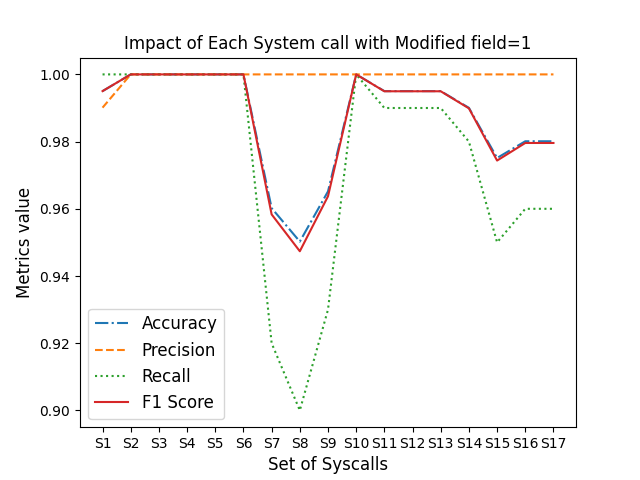 Impact of Each System call with Modified field=1
Metrics value
1.00
0.98
0.96
0.94
0.92
0.90
Accuracy
Precision
Recall
F1 Score
S1 S2 S3 S4 S5 S6 S7 S8 S9 S10 S11 S12 S13 S14 S15 S16 S17
Set of Syscalls